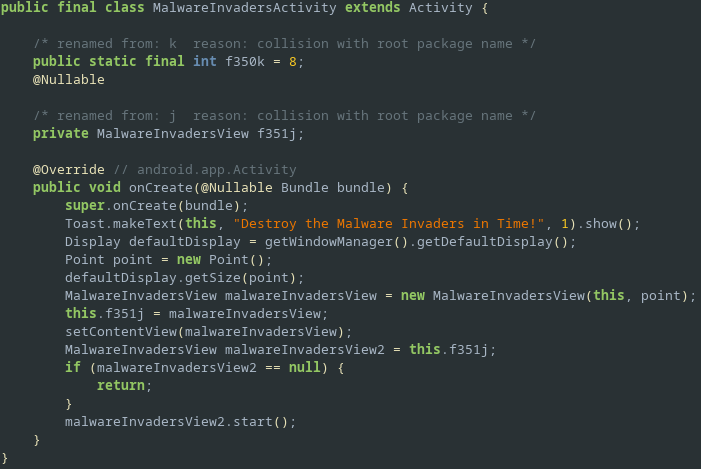 public final class MalwareInvadersActivity extends Activity {
/* renamed from: k  reason: collision with root package name */
public static final int f350k = 8;
@Nullable
/* renamed from: j  reason: collision with root package name */
private MalwareInvadersView f351j;
@Override // android.app.Activity
public void onCreate(@Nullable Bundle bundle) {
super.onCreate(bundle);
Toast.makeText(this, "Destroy the Malware Invaders in Time!", 1).show();
Display defaultDisplay = getWindowManager().getDefaultDisplay();
Point point = new Point();
defaultDisplay.getSize(point);
MalwareInvadersView malwareInvadersView = new MalwareInvadersView(this, point);
this.f351j = malwareInvadersView;
setContentView(malwareInvadersView);
MalwareInvadersView malwareInvadersView2 = this.f351j;
if (malwareInvadersView2 == null) {
return;
}
malwareInvadersView2.start();
}
}